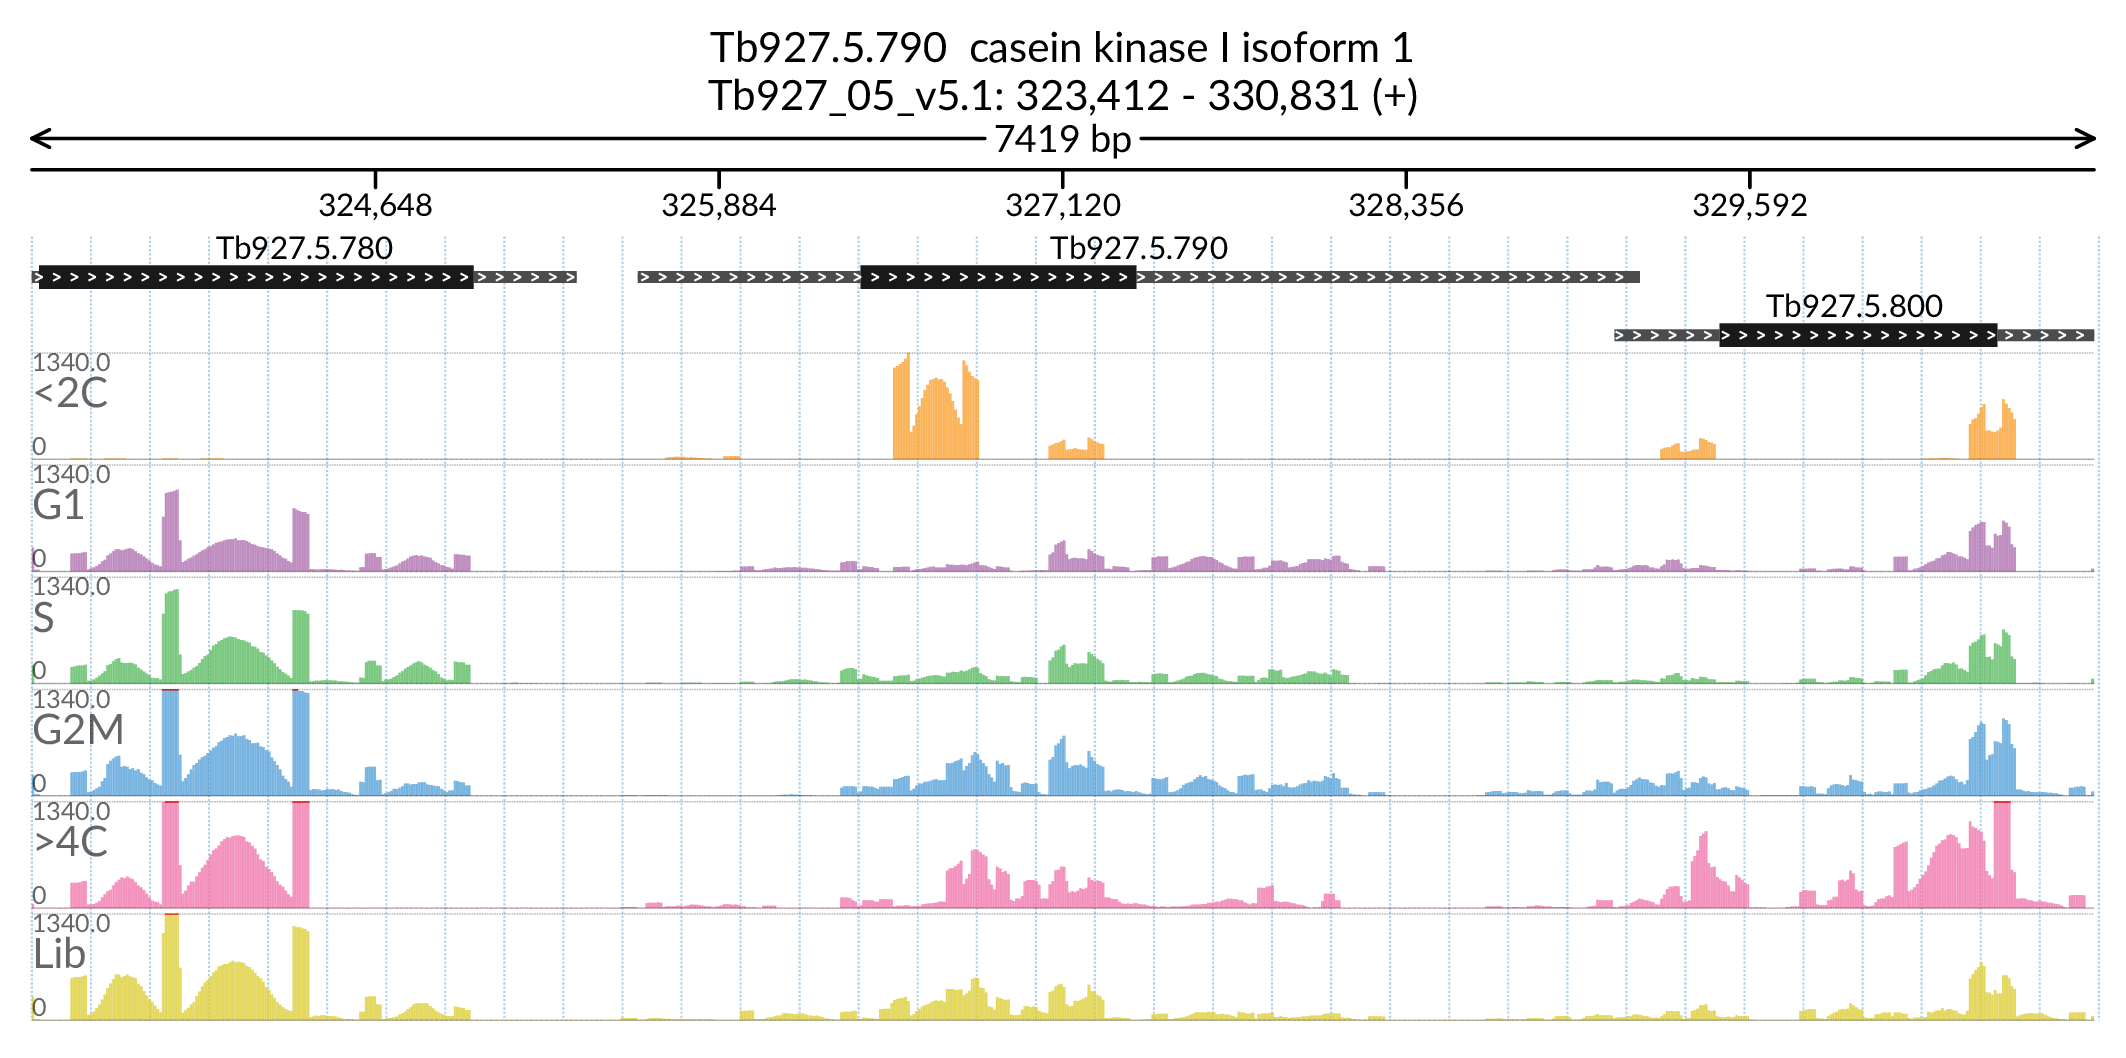 Tb927.5.790  casein kinase I isoform 1
Tb927_05_v5.1: 323,412 - 330,831 (+)
7419 bp
324,648 325,884 327,120 328,356 329,592
Tb927.5.780 Tb927.5.790
Tb927.5.800
1340.0
<2C
0
1340.0
G1
0
1340.0
S
0
1340.0
G2M
0
1340.0
>4C
0
1340.0
Lib
0